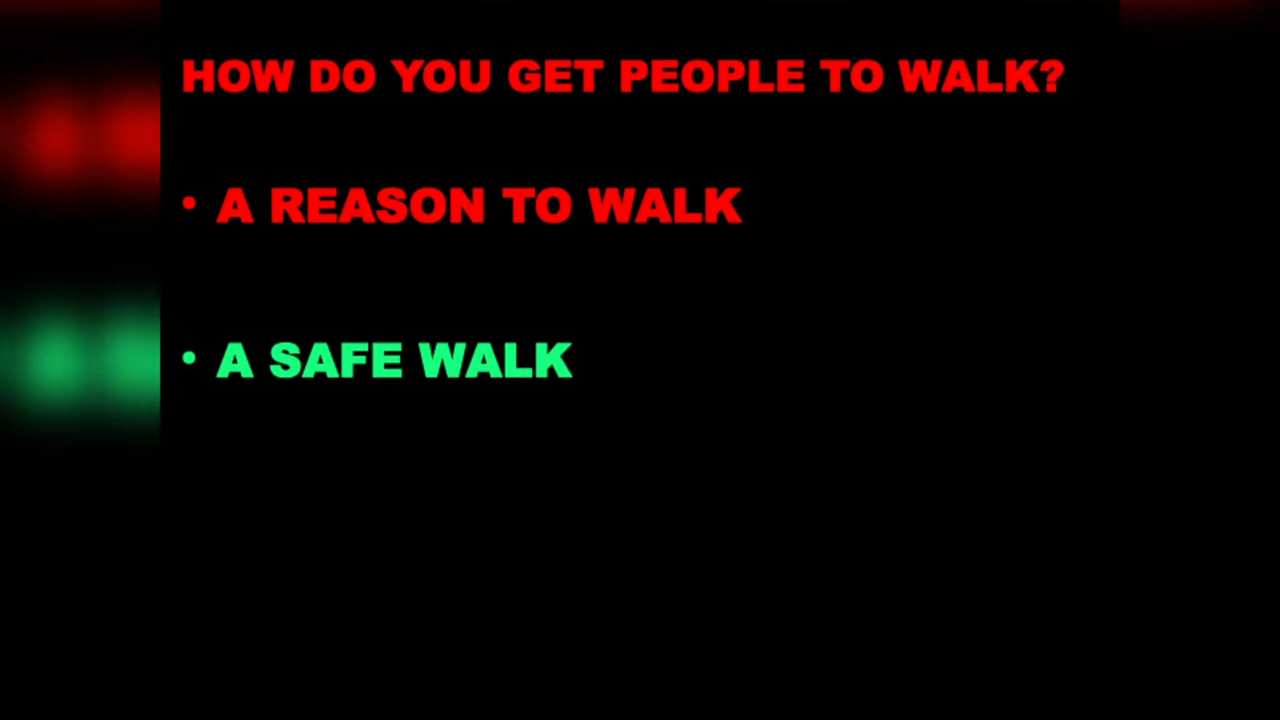 HOW DO YOU GET PEOPLE TO WALK?
• A REASON TO WALK
• A SAFE WALK